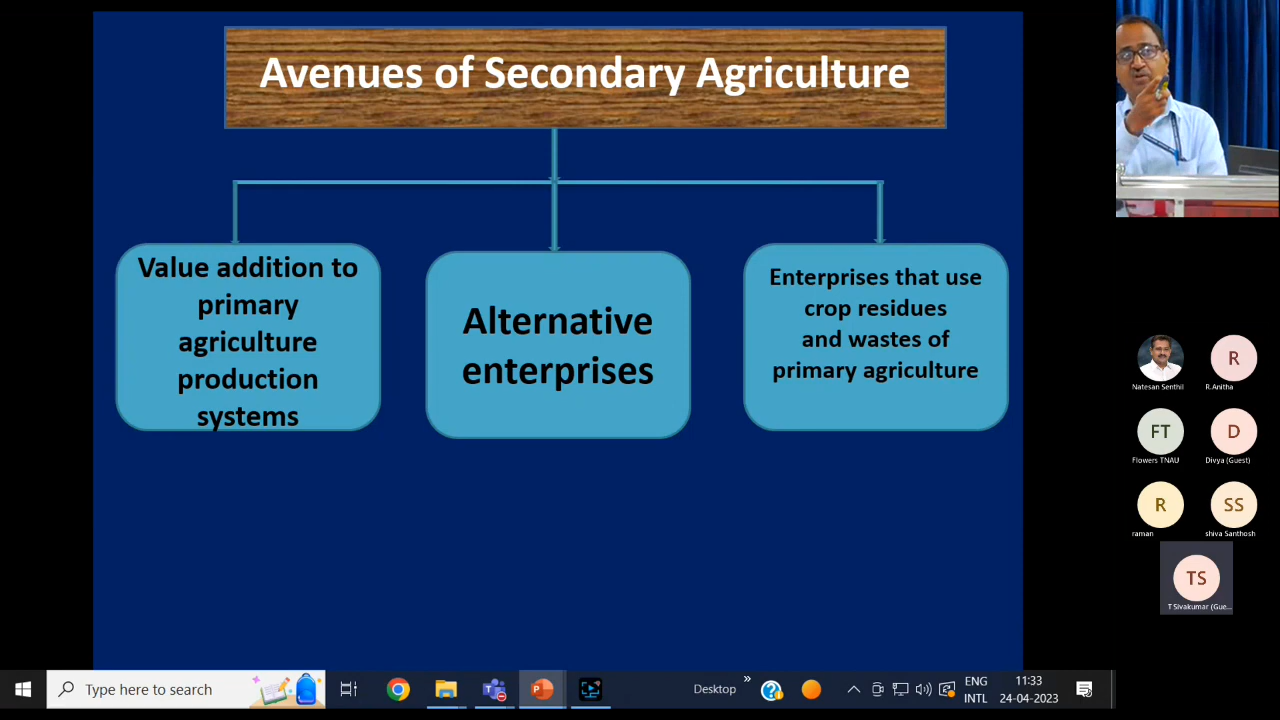 Avenues of Secondary Agriculture
Value addition to
primary
agriculture
production
systems
Alternative
enterprises
Enterprises that use
crop residues
and wastes of
primary agriculture
Natesan Senthil
R
R.Anitha
FT
Flowers TNAU
D
Divya (Guest)
R
raman
SS
shiva Santhosh
TS
T Sivakumar (Gue...
Type here to search
Desktop
»
ENG
INTL
11:33
24-04-2023